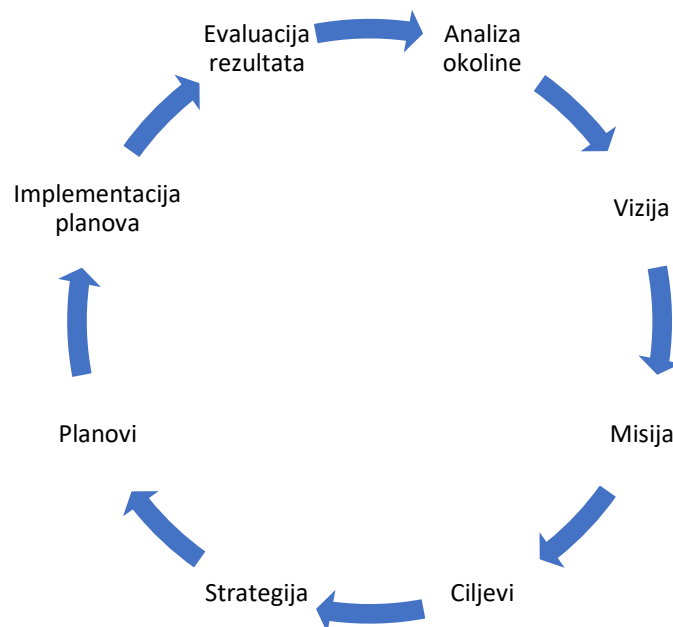 Evaluacija
rezultata
Analiza
okoline
Vizija
Misija
Ciljevi
Strategija
Planovi
Implementacija
planova